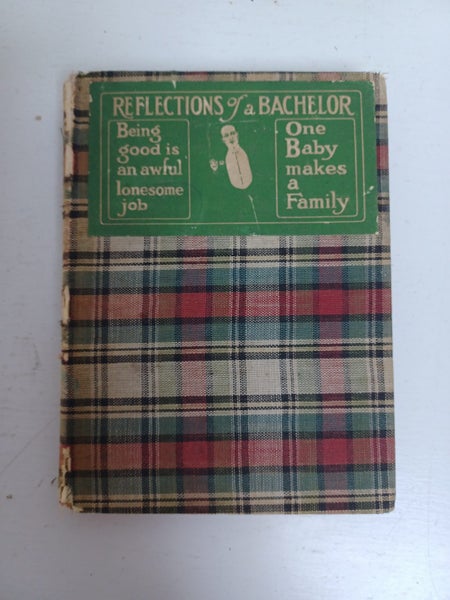 REFLECTIONS of a BACHELOR
Being
good is
an awful
lonesome
job
One
Baby
makes
a
Family